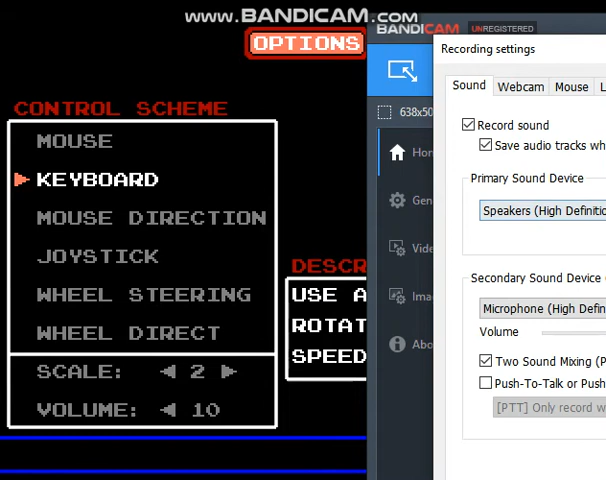 www.BANDICAM.com
OPTIONS
CONTROL SCHEME
MOUSE
KEYBOARD
MOUSE DIRECTION
JOYSTICK
WHEEL STEERING
WHEEL DIRECT
SCALE: 2
VOLUME: 10
DESCR
USE A
ROTAT
SPEED
BANDICAM UNREGISTERED
638x50
Hom
Gen
Vide
Ima
Abo
Recording settings
Sound Webcam Mouse L
Record sound
Save audio tracks wh
Primary Sound Device
Speakers (High Definitio
Secondary Sound Device
Microphone (High Defin
Volume
Two Sound Mixing (P
Push-To-Talk or Push
[PTT] Only record w